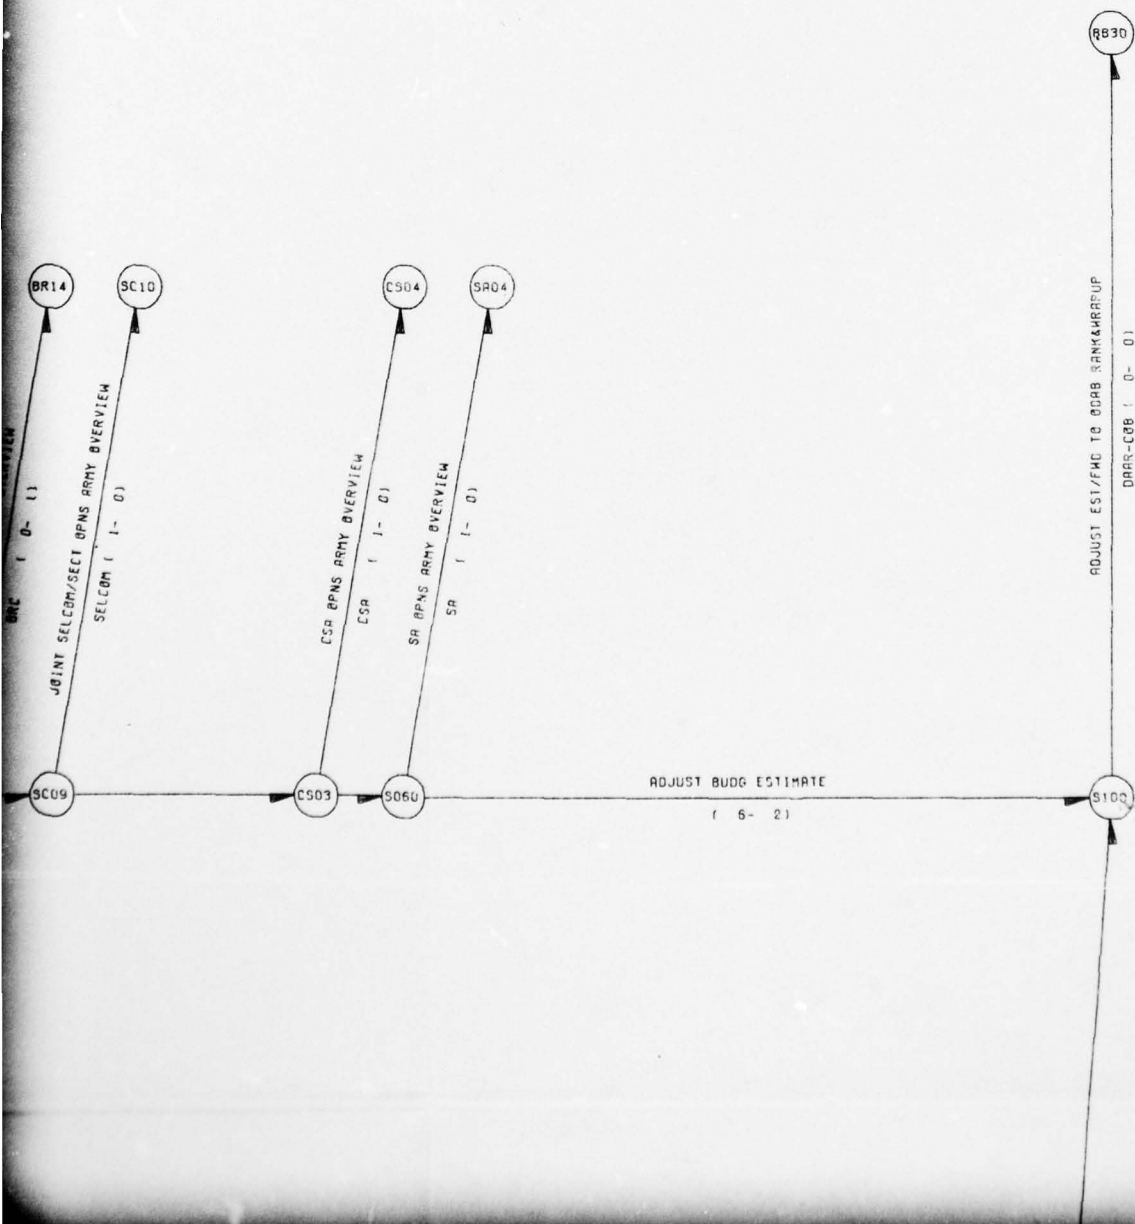 RB30
BR14
SC10
CS04
SA04
BRC ( 0- 1)
JOINT SELCOM/SECT OPNS ARMY OVERVIEW
SELCOM ( 1- 0)
CSA OPNS ARMY OVERVIEW
CSA ( 1- 0)
SA OPNS ARMY OVERVIEW
SA ( 1- 0)
ADJUST EST/FWD TO ODAB RANK&WRAPUP
DAAR-COB ( 0- 0)
SC09
CS03
S060
ADJUST BUDG ESTIMATE
( 6- 2)
S100